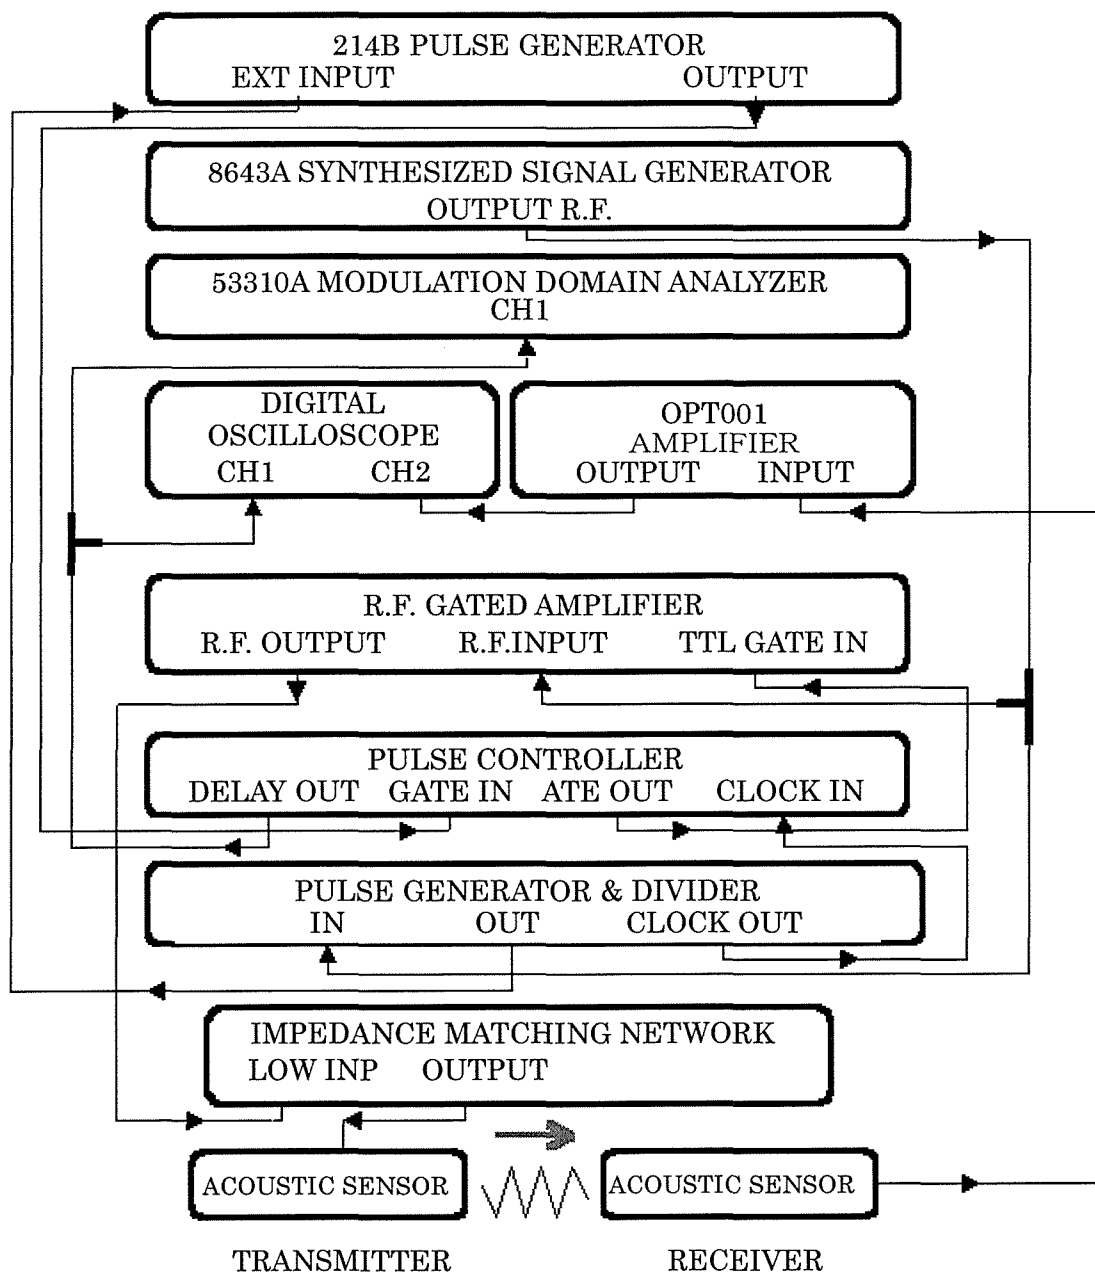 214B PULSE GENERATOR
EXT INPUT OUTPUT
8643A SYNTHESIZED SIGNAL GENERATOR
OUTPUT R.F.
53310A MODULATION DOMAIN ANALYZER
CH1
DIGITAL
OSCILLOSCOPE
CH1 CH2
OPT001
AMPLIFIER
OUTPUT INPUT
R.F. GATED AMPLIFIER
R.F. OUTPUT R.F.INPUT TTL GATE IN
PULSE CONTROLLER
DELAY OUT GATE IN ATE OUT CLOCK IN
PULSE GENERATOR & DIVIDER
IN OUT CLOCK OUT
IMPEDANCE MATCHING NETWORK
LOW INP OUTPUT
ACOUSTIC SENSOR
ACOUSTIC SENSOR
TRANSMITTER
RECEIVER